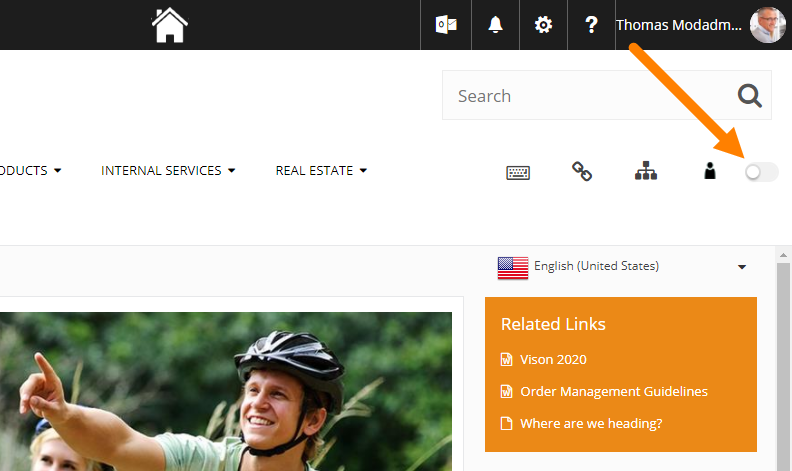 Thomas Modadm...
Search
ODUCTS
INTERNAL SERVICES
REAL ESTATE
English (United States)
Related Links
Vison 2020
Order Management Guidelines
Where are we heading?